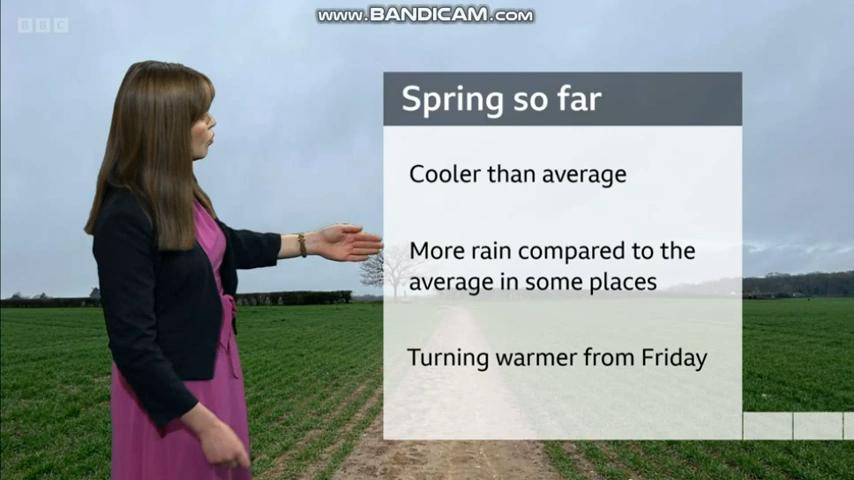 www.BANDICAM.com
BBC
Spring so far
Cooler than average
More rain compared to the
average in some places
Turning warmer from Friday